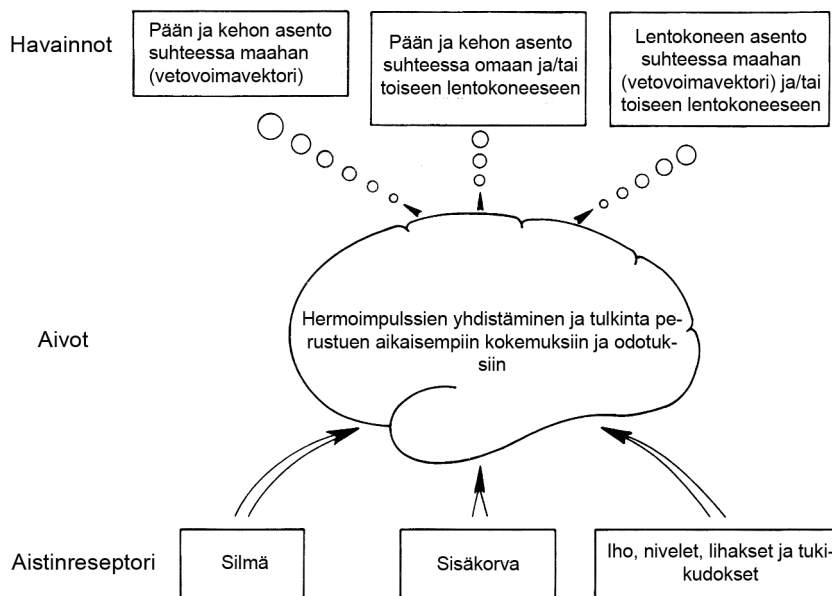 Havainnot
Pään ja kehon asento
suhteessa maahan
(vetovoimavektori)
Pään ja kehon asento
suhteessa omaan ja/tai
toiseen lentokoneeseen
Lentokoneen asento
suhteessa maahan
(vetovoimavektori) ja/tai
toiseen lentokoneeseen
Aivot
Hermoimpulssien yhdistäminen ja tulkinta pe-
rustuen aikaisempiin kokemuksiin ja odotuk-
siin
Aistinreseptori
Silmä
Sisäkorva
Iho, nivelet, lihakset ja tuki-
kudokset